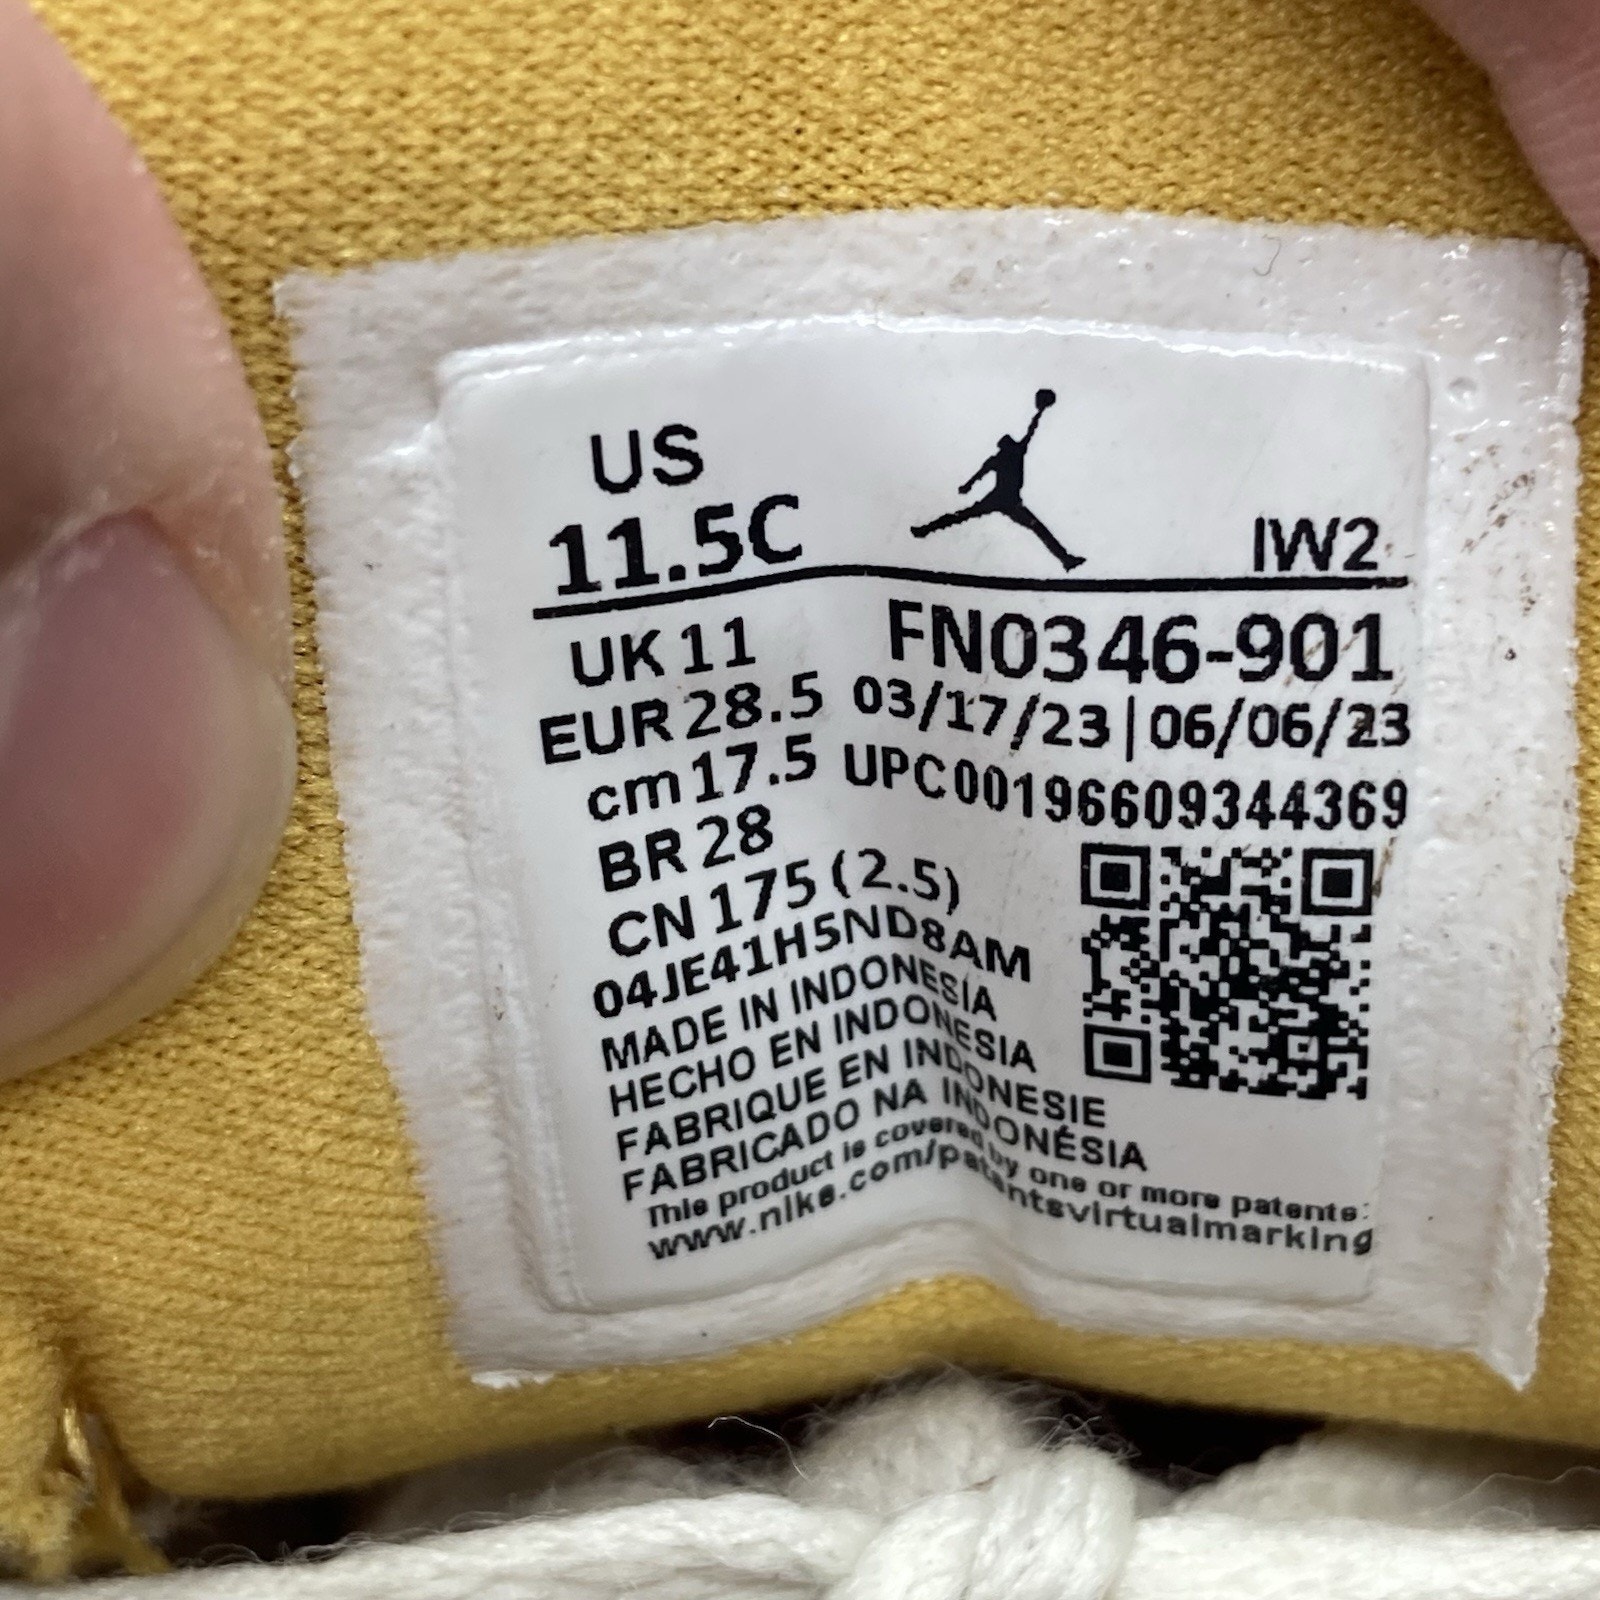 US
11.5C
IW2
UK 11
FN0346-901
EUR 28.5
03/17/23 | 06/06/23
cm 17.5
UPC00196609344369
BR 28
CN 175 (2.5)
04JE41H5ND8AM
MADE IN INDONESIA
HECHO EN INDONESIA
FABRIQUE EN INDONESIE
FABRICADO NA INDONÉSIA
This product is covered by one or more patents:
www.nike.com/patentsvirtualmarking